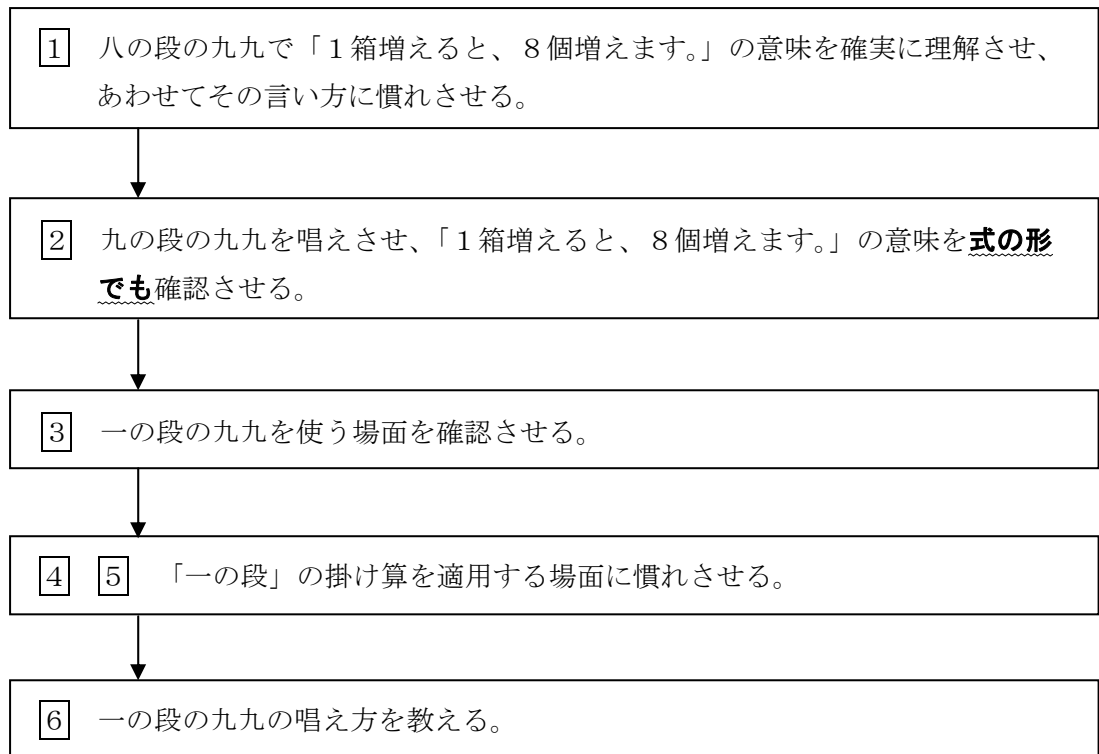 1 八の段の九九で「１箱増えると、８個増えます。」の意味を確実に理解させ、
あわせてその言い方に慣れさせる。
2 九の段の九九を唱えさせ、「１箱増えると、８個増えます。」の意味を式の形
でも確認させる。
3 一の段の九九を使う場面を確認させる。
4 5 「一の段」の掛け算を適用する場面に慣れさせる。
6 一の段の九九の唱え方を教える。